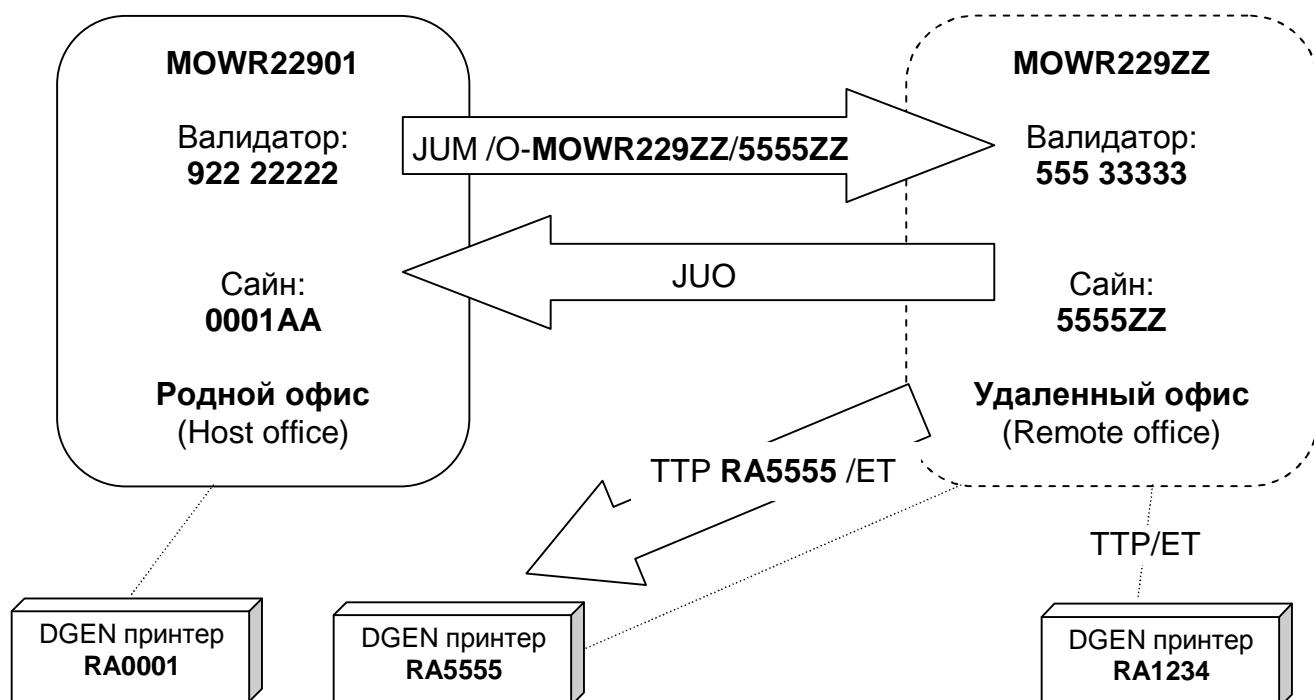 MOWR22901
Валидатор:
922 22222
Сайн:
0001AA
Родной офис
(Host office)
JUM /O-MOWR229ZZ/5555ZZ
JUO
MOWR229ZZ
Валидатор:
555 33333
Сайн:
5555ZZ
Удаленный офис
(Remote office)
TTP RA5555 /ET
TTP/ET
DGEN принтер
RA0001
DGEN принтер
RA5555
DGEN принтер
RA1234